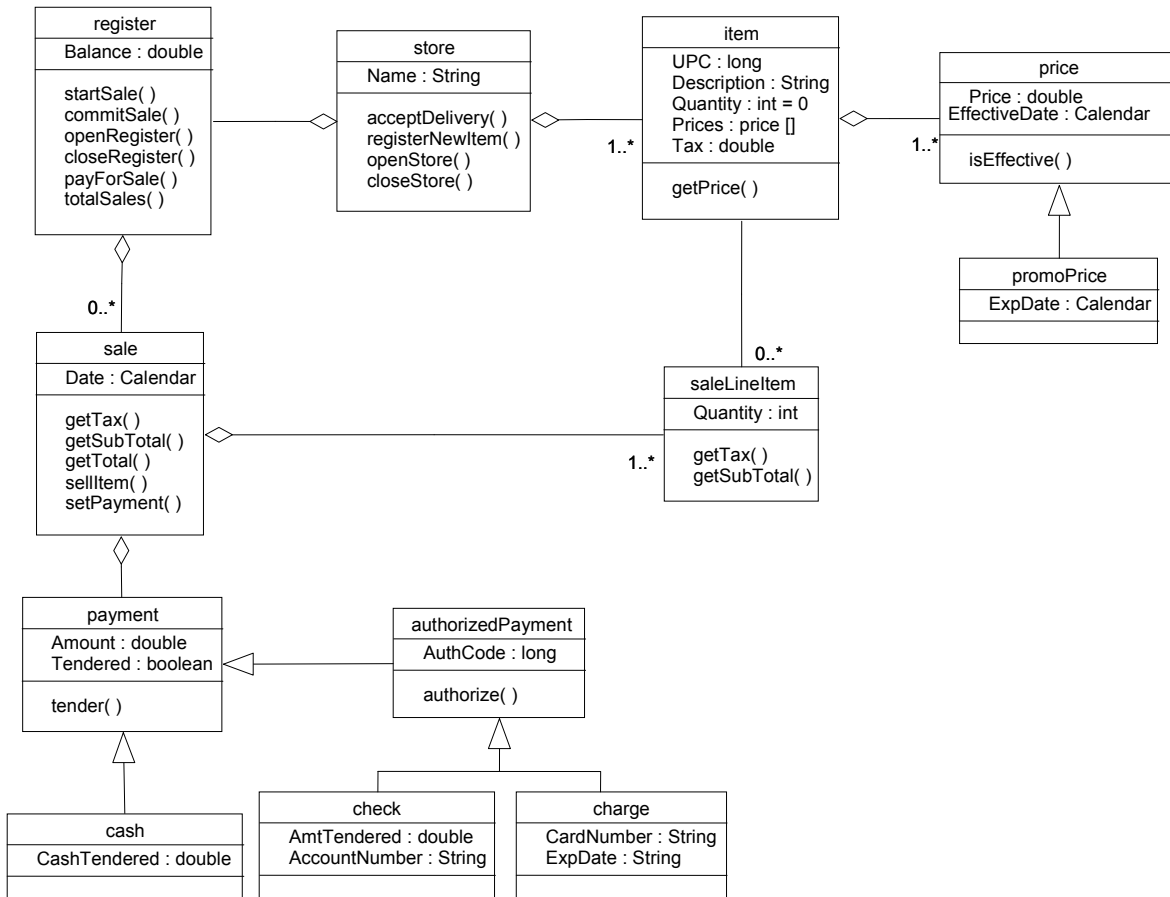 register
Balance : double
startSale( )
commitSale( )
openRegister( )
closeRegister( )
payForSale( )
totalSales( )
store
Name : String
acceptDelivery( )
registerNewItem( )
openStore( )
closeStore( )
item
UPC : long
Description : String
Quantity : int = 0
Prices : price []
Tax : double
getPrice( )
1..*
price
Price : double
EffectiveDate : Calendar
isEffective( )
1..*
promoPrice
ExpDate : Calendar
0..*
sale
Date : Calendar
getTax( )
getSubTotal( )
getTotal( )
sellItem( )
setPayment( )
0..*
saleLineItem
Quantity : int
getTax( )
getSubTotal( )
1..*
payment
Amount : double
Tendered : boolean
tender( )
authorizedPayment
AuthCode : long
authorize( )
cash
CashTendered : double
check
AmtTendered : double
AccountNumber : String
charge
CardNumber : String
ExpDate : String